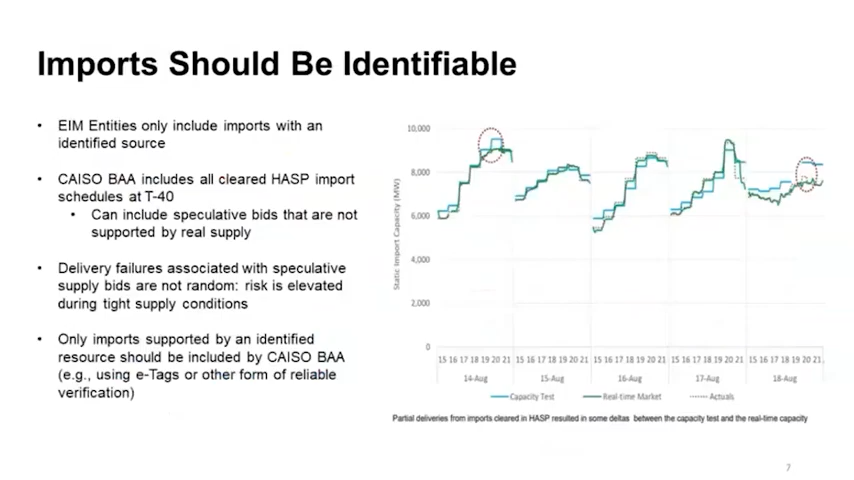 Imports Should Be Identifiable
• EIM Entities only include imports with an
identified source
• CAISO BAA includes all cleared HASP import
schedules at T-40
• Can include speculative bids that are not
supported by real supply
• Delivery failures associated with speculative
supply bids are not random: risk is elevated
during tight supply conditions
• Only imports supported by an identified
resource should be included by CAISO BAA
(e.g., using e-Tags or other form of reliable
verification)
Static Import Capacity (MW)
10,000
8,000
6,000
4,000
2,000
0
15 16 17 18 19 20 21 15 16 17 18 19 20 21 15 16 17 18 19 20 21 15 16 17 18 19 20 21 15 16 17 18 19 20 21
14-Aug 15-Aug 16-Aug 17-Aug 18-Aug
Capacity Test Real-time Market Actuals
Partial deliveries from imports cleared in HASP resulted in some deltas between the capacity test and the real-time capacity
7